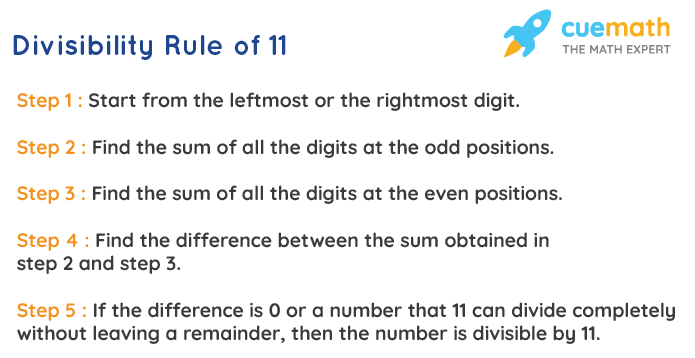 Divisibility Rule of 11
cuemath
THE MATH EXPERT
Step 1 : Start from the leftmost or the rightmost digit.
Step 2 : Find the sum of all the digits at the odd positions.
Step 3 : Find the sum of all the digits at the even positions.
Step 4 : Find the difference between the sum obtained in
step 2 and step 3.
Step 5 : If the difference is 0 or a number that 11 can divide completely
without leaving a remainder, then the number is divisible by 11.